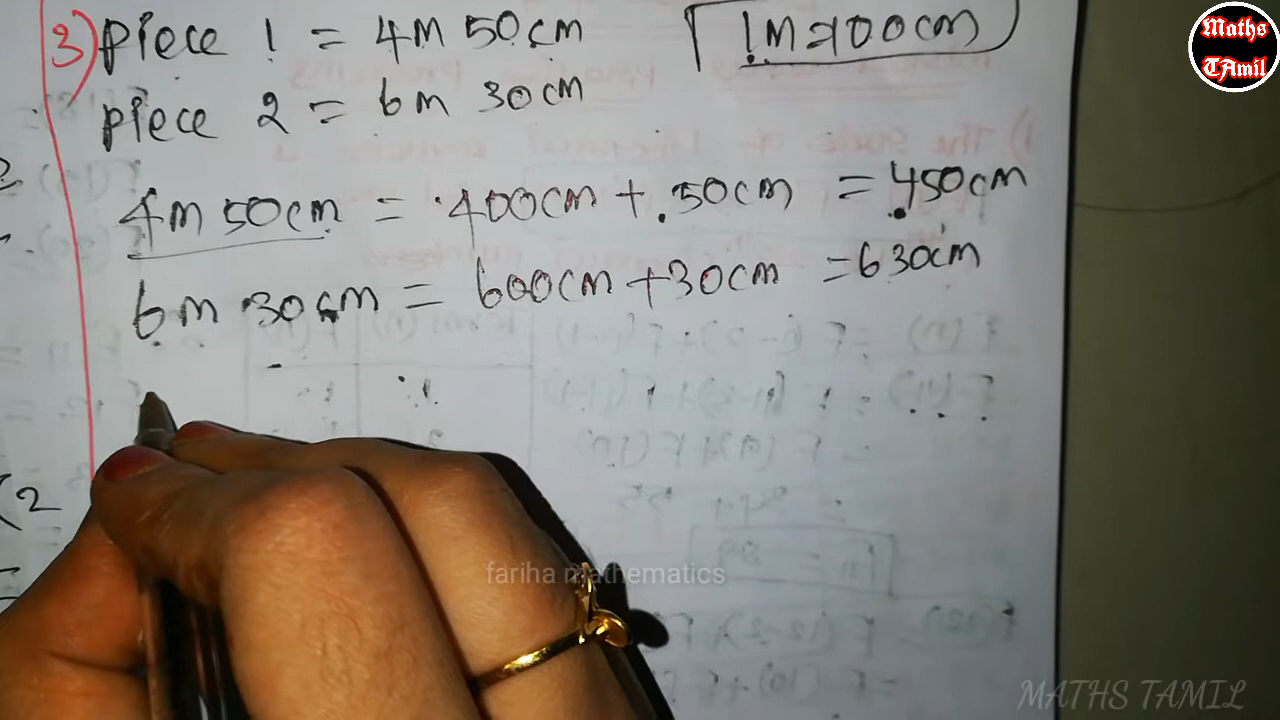 3) piece 1 = 4m 50cm
1m=100cm
piece 2 = 6m 30cm
4m 50cm = 400cm + 50cm = 450cm
6m 30cm = 600cm + 30cm = 630cm
(2
Maths
TAmil
fariha mathematics
MATHS TAMIL